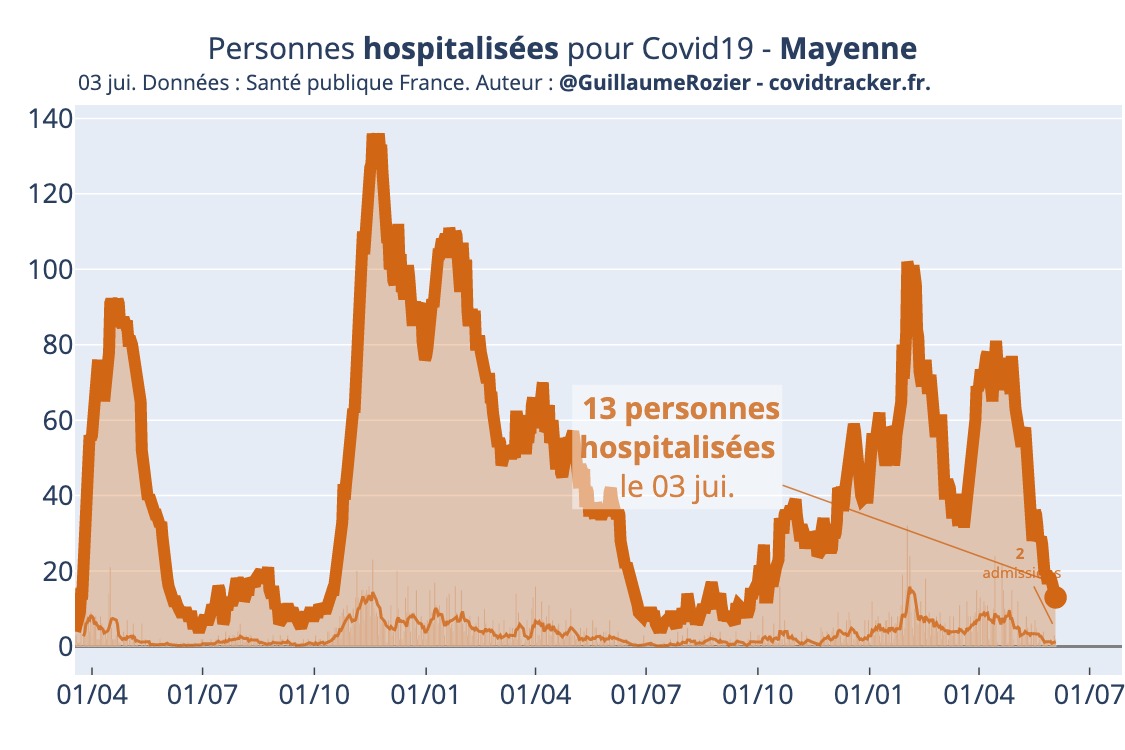 Personnes hospitalisées pour Covid19 - Mayenne
03 jui. Données : Santé publique France. Auteur : @GuillaumeRozier - covidtracker.fr.
140
120
100
80
60
40
20
0
13 personnes
hospitalisées
le 03 jui.
2
admissions
01/04 01/07 01/10 01/01 01/04 01/07 01/10 01/01 01/04 01/07